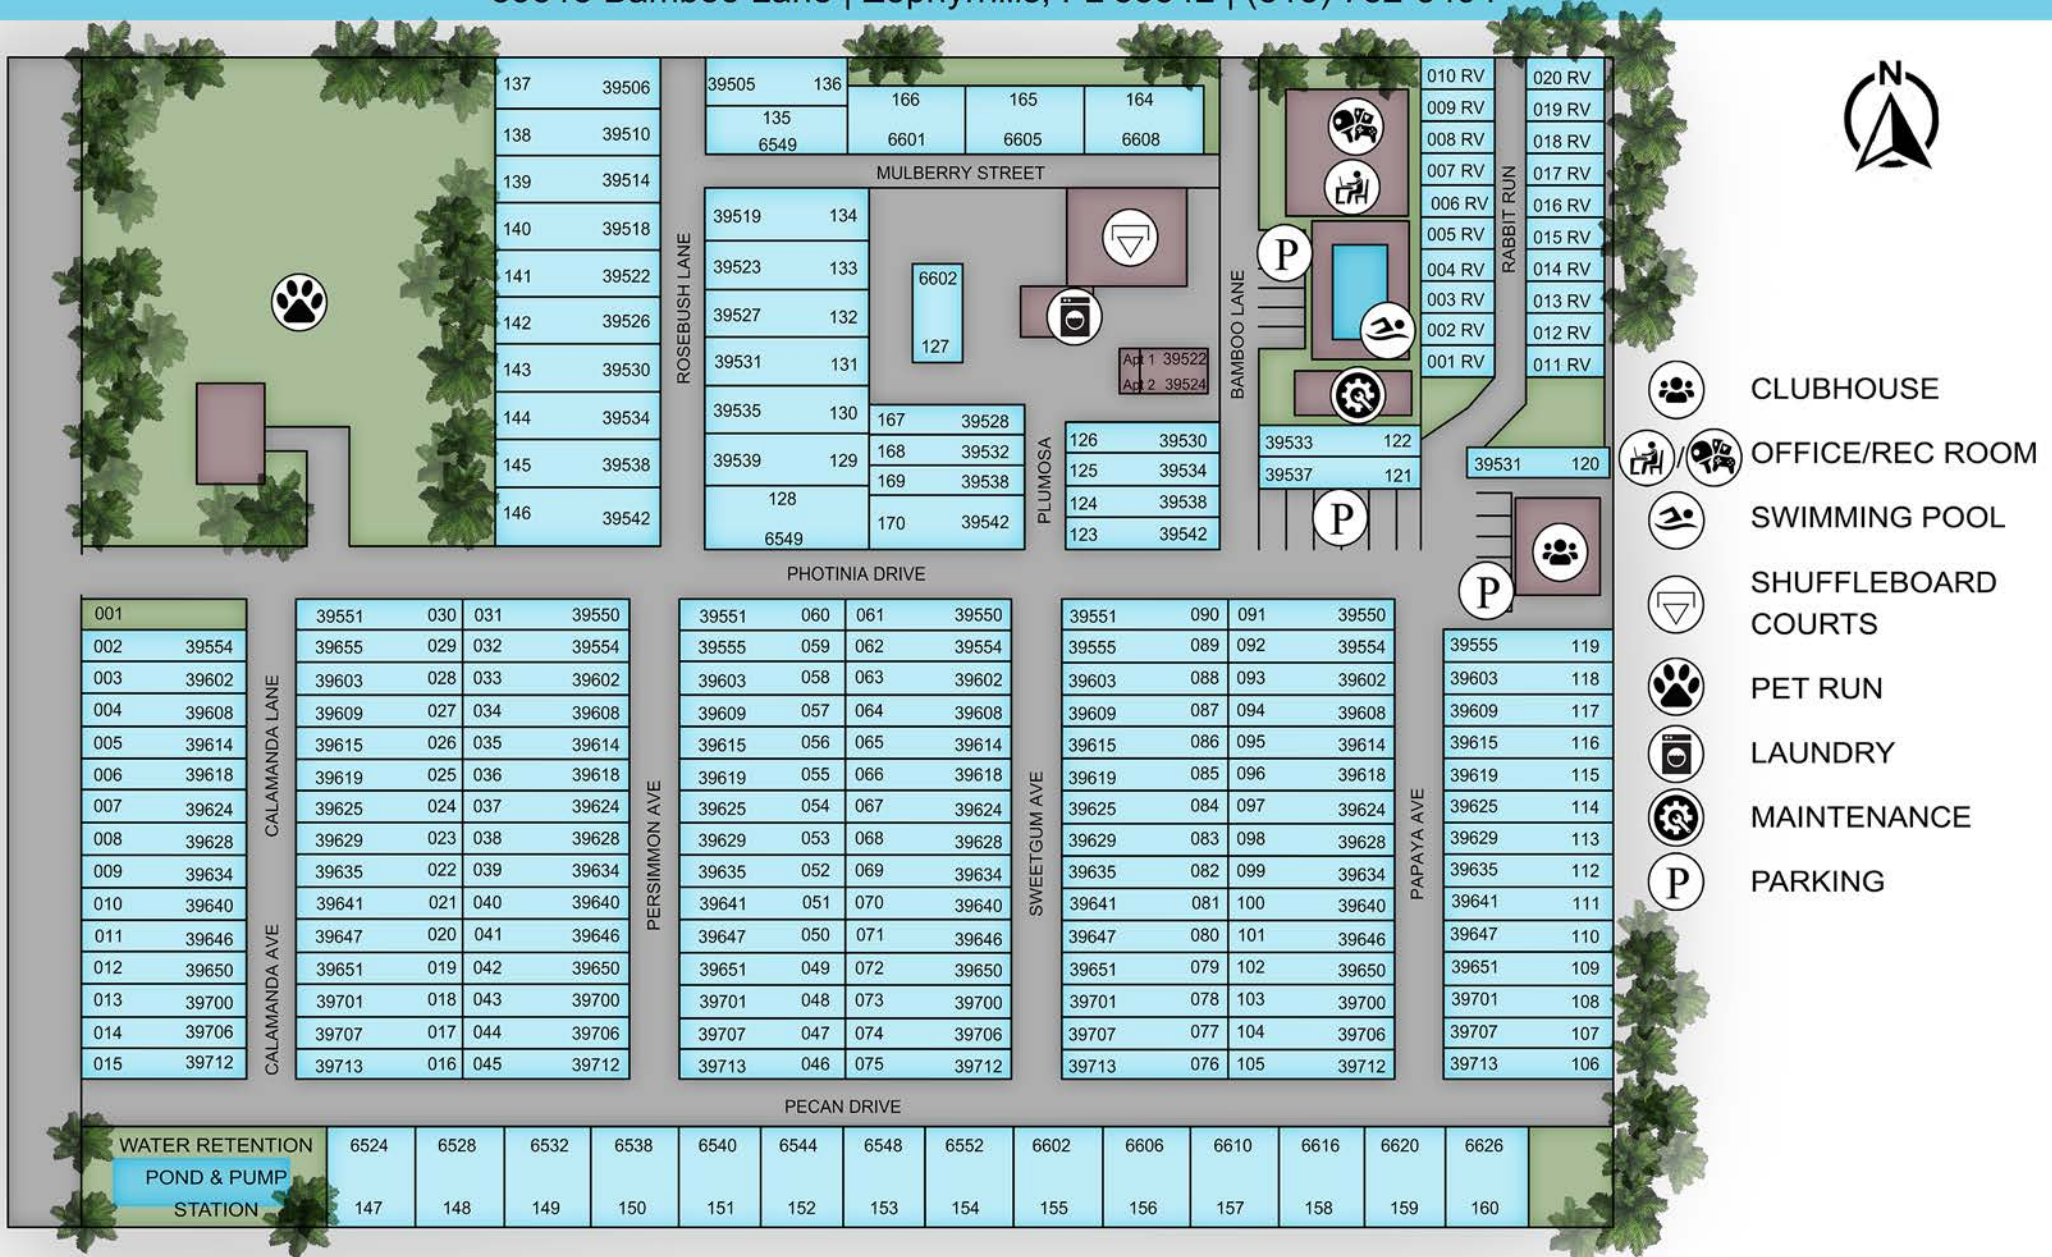 137 39506
138 39510
139 39514
140 39518
141 39522
142 39526
143 39530
144 39534
145 39538
146 39542
ROSEBUSH LANE
39505 136
135
6549
166 165 164
6601 6605 6608
MULBERRY STREET
39519 134
39523 133
39527 132
39531 131
39535 130
39539 129
128
6549
6602
127
Apt 1 39522
Apt 2 39524
167 39528
168 39532
169 39538
170 39542
PLUMOSA
126 39530
125 39534
124 39538
123 39542
BAMBOO LANE
P
39533 122
39537 121
P
010 RV
009 RV
008 RV
007 RV
006 RV
005 RV
004 RV
003 RV
002 RV
001 RV
RABBIT RUN
020 RV
019 RV
018 RV
017 RV
016 RV
015 RV
014 RV
013 RV
012 RV
011 RV
39531 120
P
PHOTINIA DRIVE
001
002 39554
003 39602
004 39608
005 39614
006 39618
007 39624
008 39628
009 39634
010 39640
011 39646
012 39650
013 39700
014 39706
015 39712
CALAMANDA LANE
CALAMANDA AVE
39551 030 031 39550
39655 029 032 39554
39603 028 033 39602
39609 027 034 39608
39615 026 035 39614
39619 025 036 39618
39625 024 037 39624
39629 023 038 39628
39635 022 039 39634
39641 021 040 39640
39647 020 041 39646
39651 019 042 39650
39701 018 043 39700
39707 017 044 39706
39713 016 045 39712
PERSIMMON AVE
39551 060 061 39550
39555 059 062 39554
39603 058 063 39602
39609 057 064 39608
39615 056 065 39614
39619 055 066 39618
39625 054 067 39624
39629 053 068 39628
39635 052 069 39634
39641 051 070 39640
39647 050 071 39646
39651 049 072 39650
39701 048 073 39700
39707 047 074 39706
39713 046 075 39712
SWEETGUM AVE
39551 090 091 39550
39555 089 092 39554
39603 088 093 39602
39609 087 094 39608
39615 086 095 39614
39619 085 096 39618
39625 084 097 39624
39629 083 098 39628
39635 082 099 39634
39641 081 100 39640
39647 080 101 39646
39651 079 102 39650
39701 078 103 39700
39707 077 104 39706
39713 076 105 39712
PAPAYA AVE
39555 119
39603 118
39609 117
39615 116
39619 115
39625 114
39629 113
39635 112
39641 111
39647 110
39651 109
39701 108
39707 107
39713 106
PECAN DRIVE
WATER RETENTION
POND & PUMP
STATION
6524 6528 6532 6538 6540 6544 6548 6552 6602 6606 6610 6616 6620 6626
147 148 149 150 151 152 153 154 155 156 157 158 159 160
N
CLUBHOUSE
/ OFFICE/REC ROOM
SWIMMING POOL
SHUFFLEBOARD
COURTS
PET RUN
LAUNDRY
MAINTENANCE
P PARKING